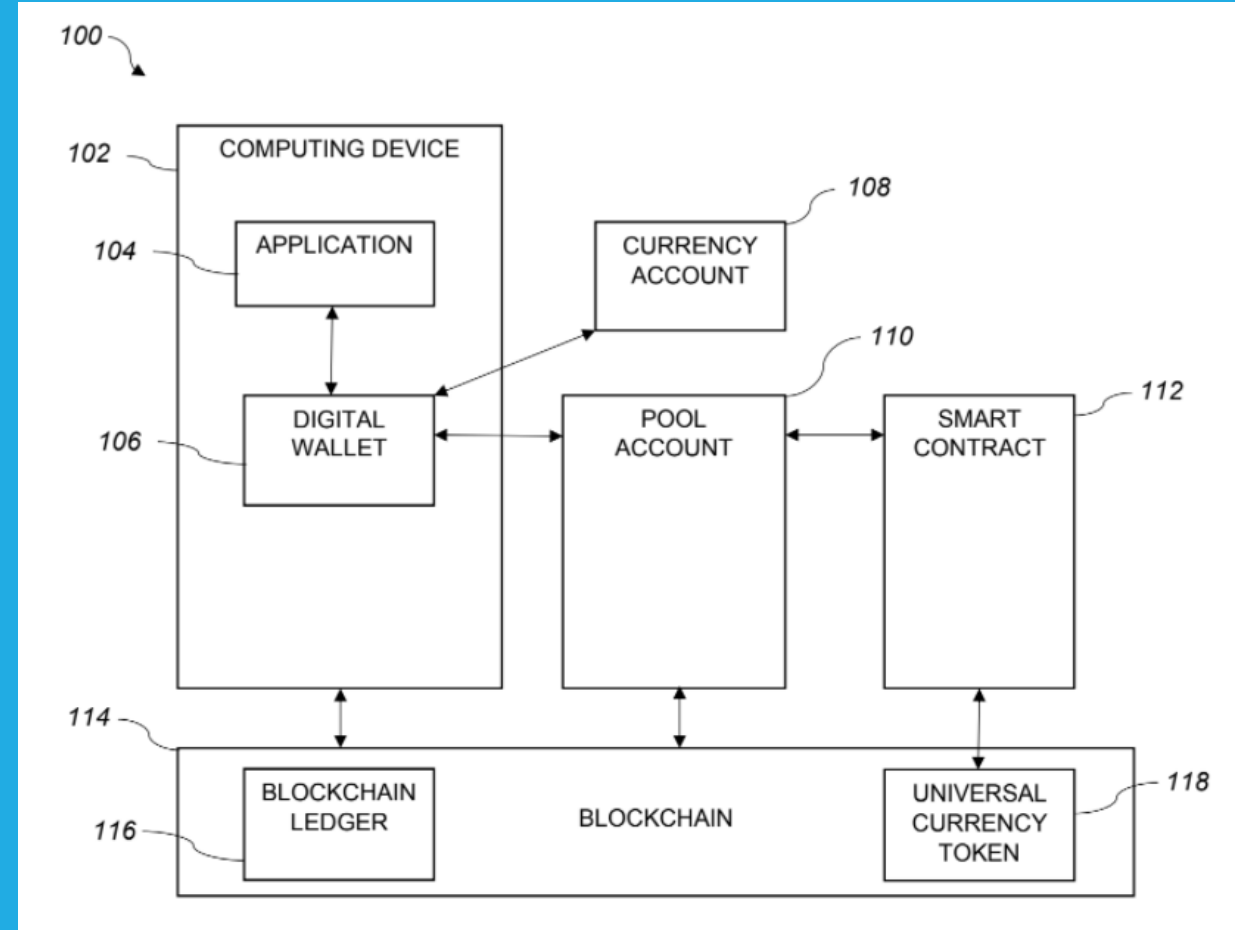 100
102
COMPUTING DEVICE
108
104
APPLICATION
CURRENCY
ACCOUNT
110
112
106
DIGITAL
WALLET
POOL
ACCOUNT
SMART
CONTRACT
114
116
BLOCKCHAIN
LEDGER
BLOCKCHAIN
UNIVERSAL
CURRENCY
TOKEN
118